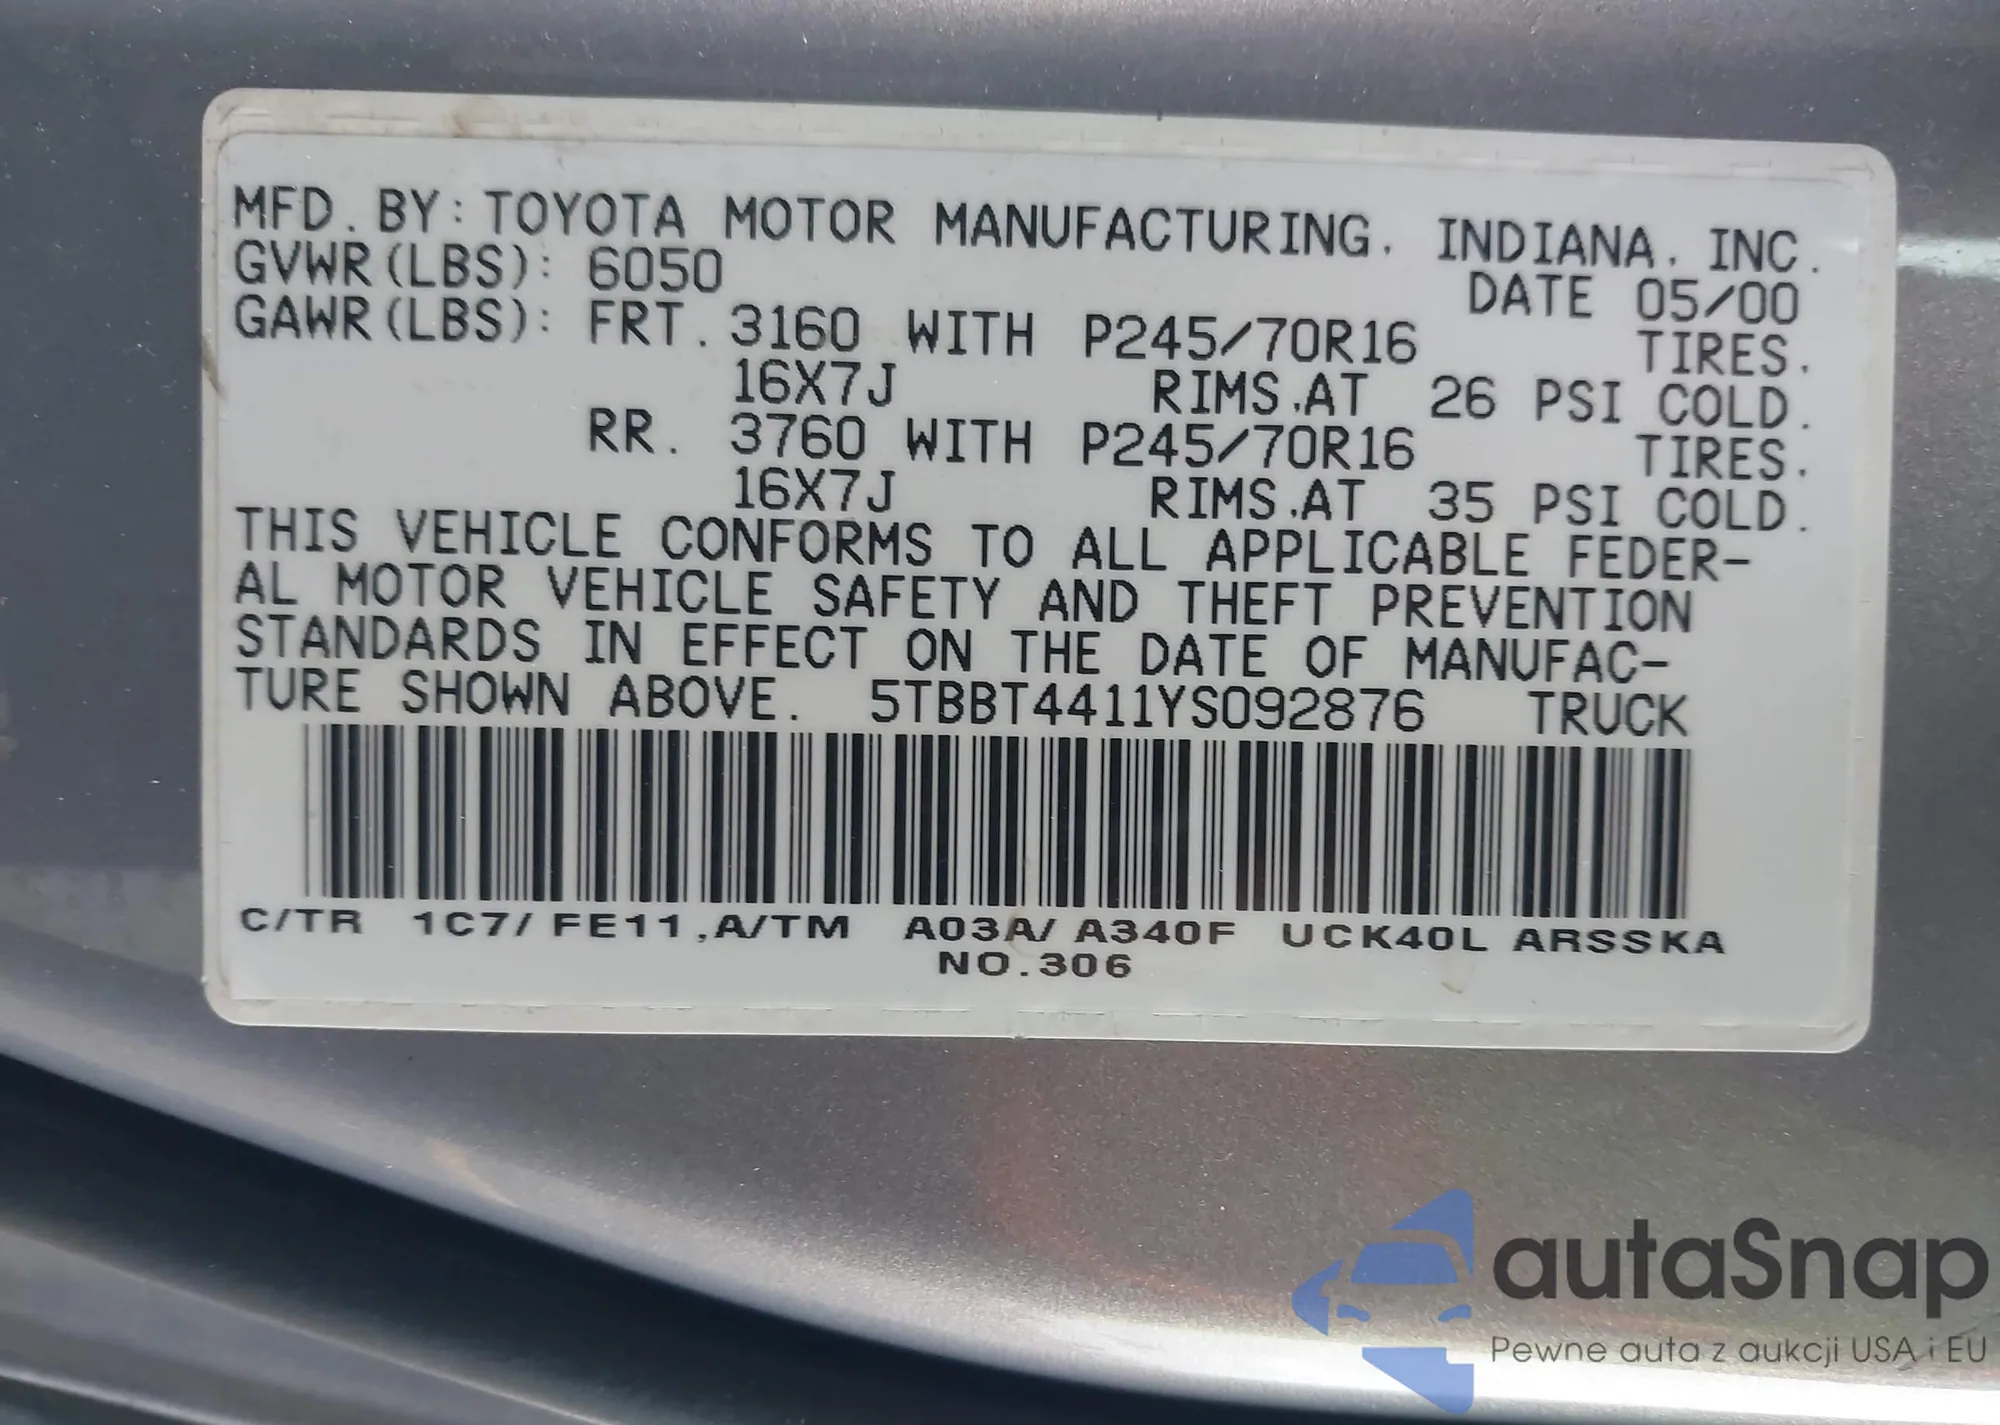 MFD. BY: TOYOTA MOTOR MANUFACTURING, INDIANA, INC.
GVWR(LBS): 6050 DATE 05/00
GAWR(LBS): FRT. 3160 WITH P245/70R16 TIRES.
16X7J RIMS.AT 26 PSI COLD.
RR. 3760 WITH P245/70R16 TIRES.
16X7J RIMS.AT 35 PSI COLD.
THIS VEHICLE CONFORMS TO ALL APPLICABLE FEDER-
AL MOTOR VEHICLE SAFETY AND THEFT PREVENTION
STANDARDS IN EFFECT ON THE DATE OF MANUFAC-
TURE SHOWN ABOVE. 5TBBT4411YS092876 TRUCK
C/TR 1C7/ FE11 ,A/TM A03A/ A340F UCK40L ARSSKA
NO.306
autaSnap
Pewne auta z aukcji USA i EU